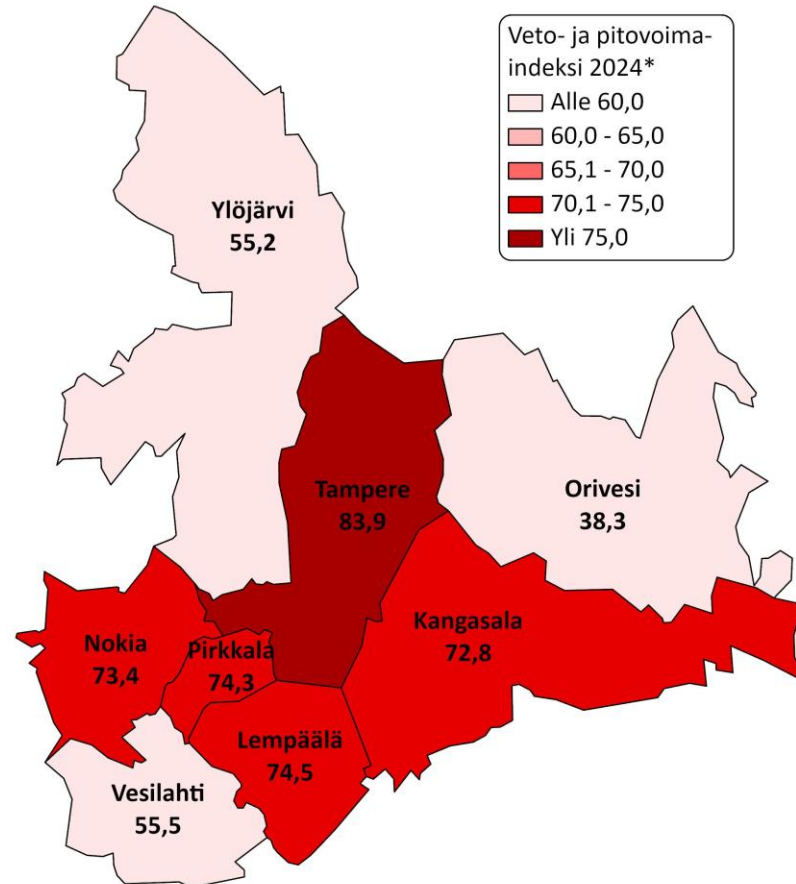 Veto- ja pitovoima-
indeksi 2024*
Alle 60,0
60,0 - 65,0
65,1 - 70,0
70,1 - 75,0
Yli 75,0
Ylöjärvi
55,2
Tampere
83,9
Orivesi
38,3
Nokia
73,4
Pirkkala
74,3
Kangasala
72,8
Lempäälä
74,5
Vesilahti
55,5